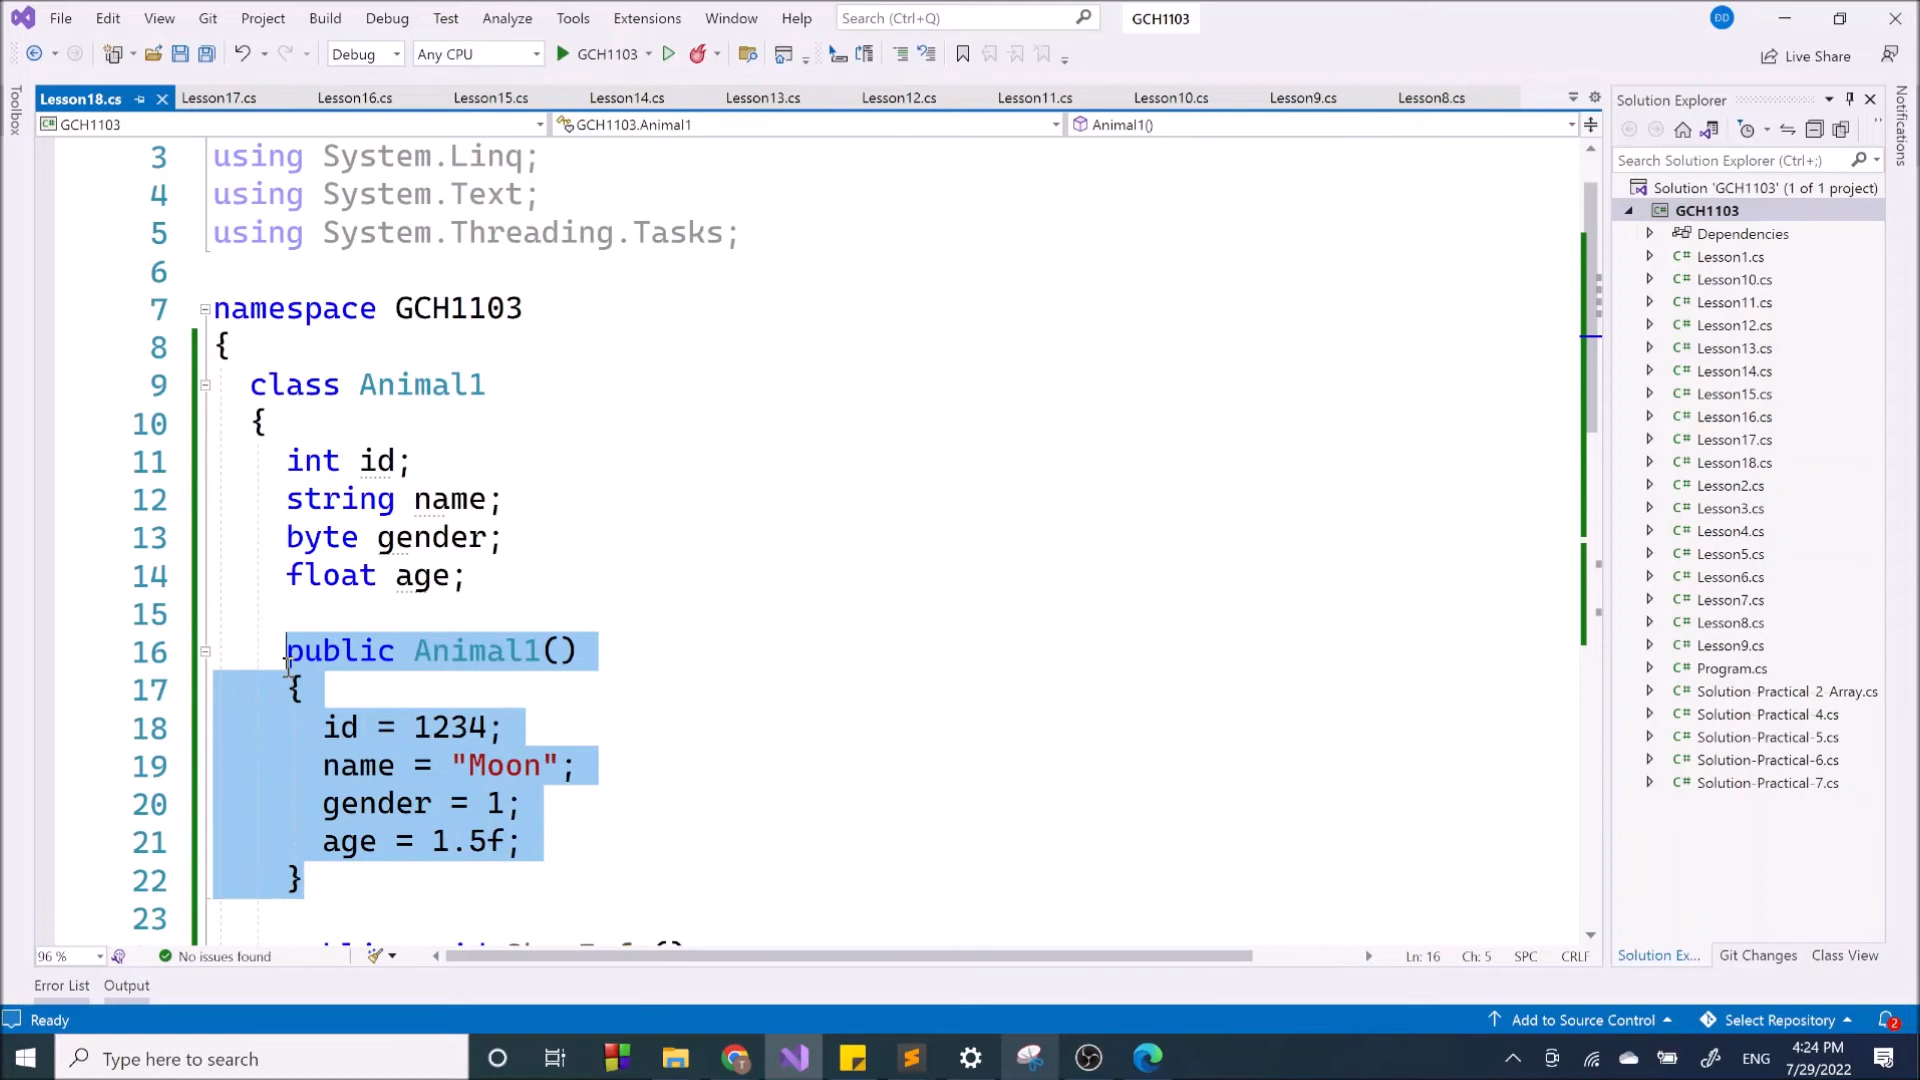 File Edit View Git Project Build Debug Test Analyze Tools Extensions Window Help Search (Ctrl+Q) GCH1103 ĐD
Debug Any CPU GCH1103 Live Share
Lesson18.cs Lesson17.cs Lesson16.cs Lesson15.cs Lesson14.cs Lesson13.cs Lesson12.cs Lesson11.cs Lesson10.cs Lesson9.cs Lesson8.cs
GCH1103 GCH1103.Animal1 Animal1()
Toolbox
3 using System.Linq;
4 using System.Text;
5 using System.Threading.Tasks;
6
7 namespace GCH1103
8 {
9 class Animal1
10 {
11 int id;
12 string name;
13 byte gender;
14 float age;
15
16 public Animal1()
17 {
18 id = 1234;
19 name = "Moon";
20 gender = 1;
21 age = 1.5f;
22 }
23
96 % No issues found Ln: 16 Ch: 5 SPC CRLF
Error List Output
Solution Explorer
Search Solution Explorer (Ctrl+;)
Solution 'GCH1103' (1 of 1 project)
GCH1103
Dependencies
C# Lesson1.cs
C# Lesson10.cs
C# Lesson11.cs
C# Lesson12.cs
C# Lesson13.cs
C# Lesson14.cs
C# Lesson15.cs
C# Lesson16.cs
C# Lesson17.cs
C# Lesson18.cs
C# Lesson2.cs
C# Lesson3.cs
C# Lesson4.cs
C# Lesson5.cs
C# Lesson6.cs
C# Lesson7.cs
C# Lesson8.cs
C# Lesson9.cs
C# Program.cs
C# Solution-Practical-2 Array.cs
C# Solution-Practical-4.cs
C# Solution-Practical-5.cs
C# Solution-Practical-6.cs
C# Solution-Practical-7.cs
Solution Ex... Git Changes Class View
Notifications
Ready Add to Source Control Select Repository 2
Type here to search ENG 4:24 PM
7/29/2022